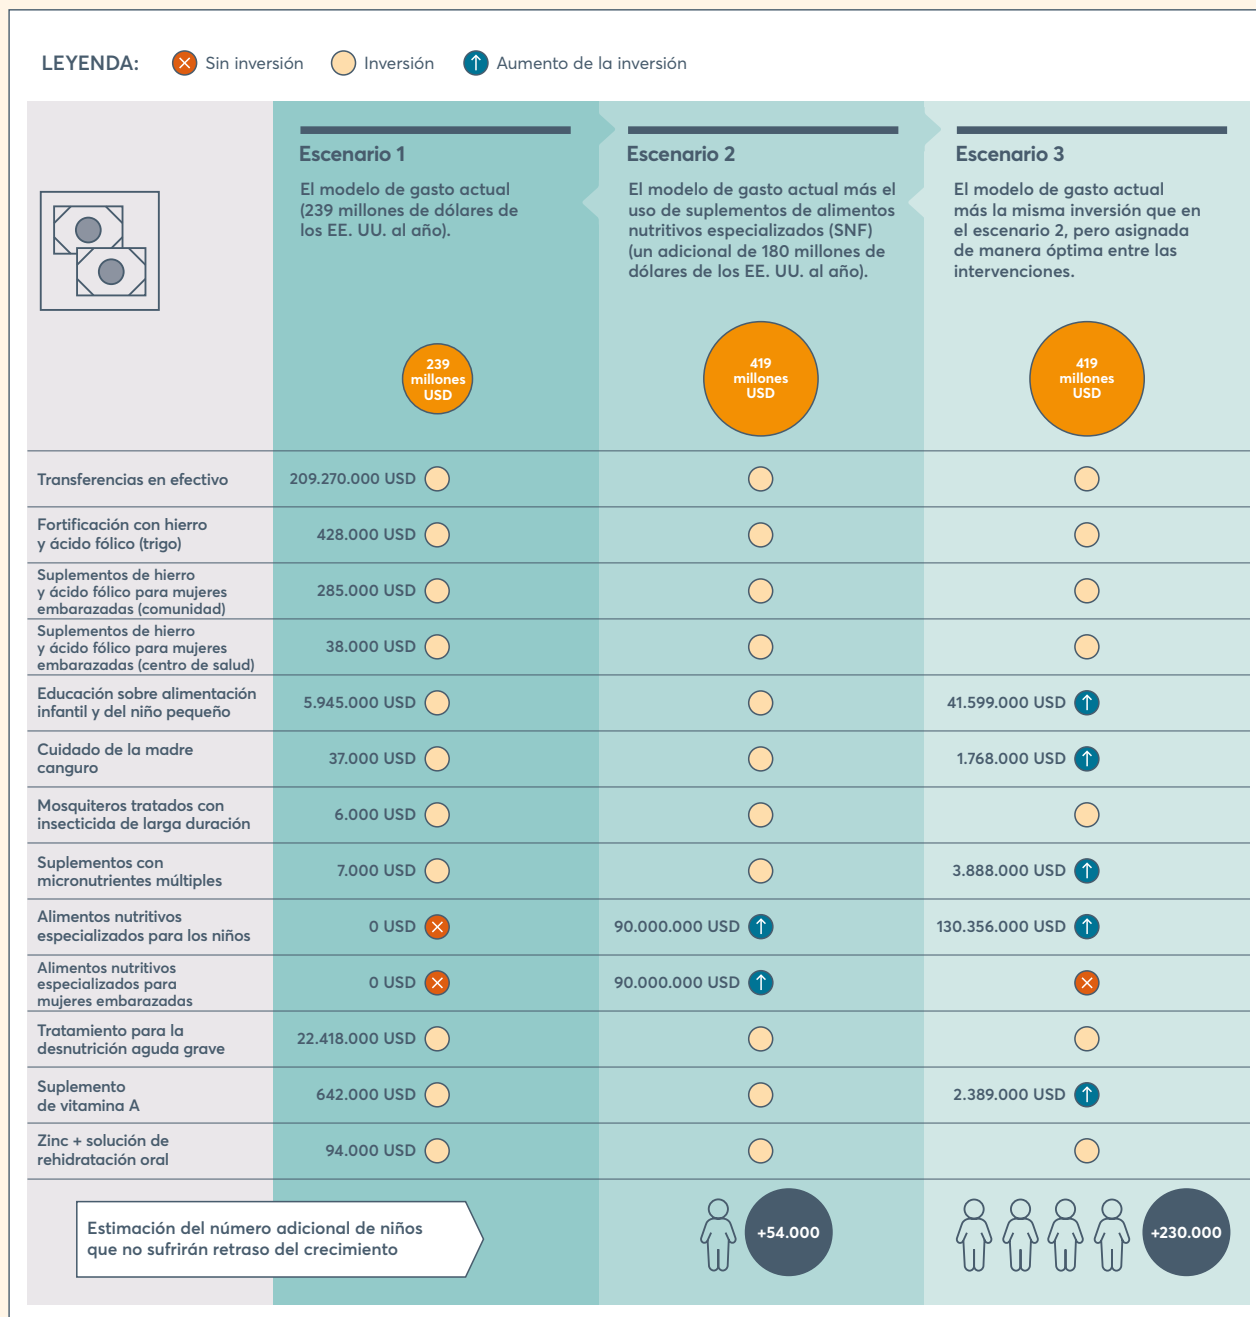 LEYENDA:
Sin inversión
Inversión
Aumento de la inversión
Escenario 1
El modelo de gasto actual
(239 millones de dólares de
los EE. UU. al año).
239
millones
USD
Escenario 2
El modelo de gasto actual más el
uso de suplementos de alimentos
nutritivos especializados (SNF)
(un adicional de 180 millones de
dólares de los EE. UU. al año).
419
millones
USD
Escenario 3
El modelo de gasto actual
más la misma inversión que en
el escenario 2, pero asignada
de manera óptima entre las
intervenciones.
419
millones
USD
Transferencias en efectivo
209.270.000 USD
Fortificación con hierro
y ácido fólico (trigo)
428.000 USD
Suplementos de hierro
y ácido fólico para mujeres
embarazadas (comunidad)
285.000 USD
Suplementos de hierro
y ácido fólico para mujeres
embarazadas (centro de salud)
38.000 USD
Educación sobre alimentación
infantil y del niño pequeño
5.945.000 USD
41.599.000 USD
Cuidado de la madre
canguro
37.000 USD
1.768.000 USD
Mosquiteros tratados con
insecticida de larga duración
6.000 USD
Suplementos con
micronutrientes múltiples
7.000 USD
3.888.000 USD
Alimentos nutritivos
especializados para los niños
0 USD
90.000.000 USD
130.356.000 USD
Alimentos nutritivos
especializados para
mujeres embarazadas
0 USD
90.000.000 USD
Tratamiento para la
desnutrición aguda grave
22.418.000 USD
Suplemento
de vitamina A
642.000 USD
2.389.000 USD
Zinc + solución de
rehidratación oral
94.000 USD
Estimación del número adicional de niños
que no sufrirán retraso del crecimiento
+54.000
+230.000